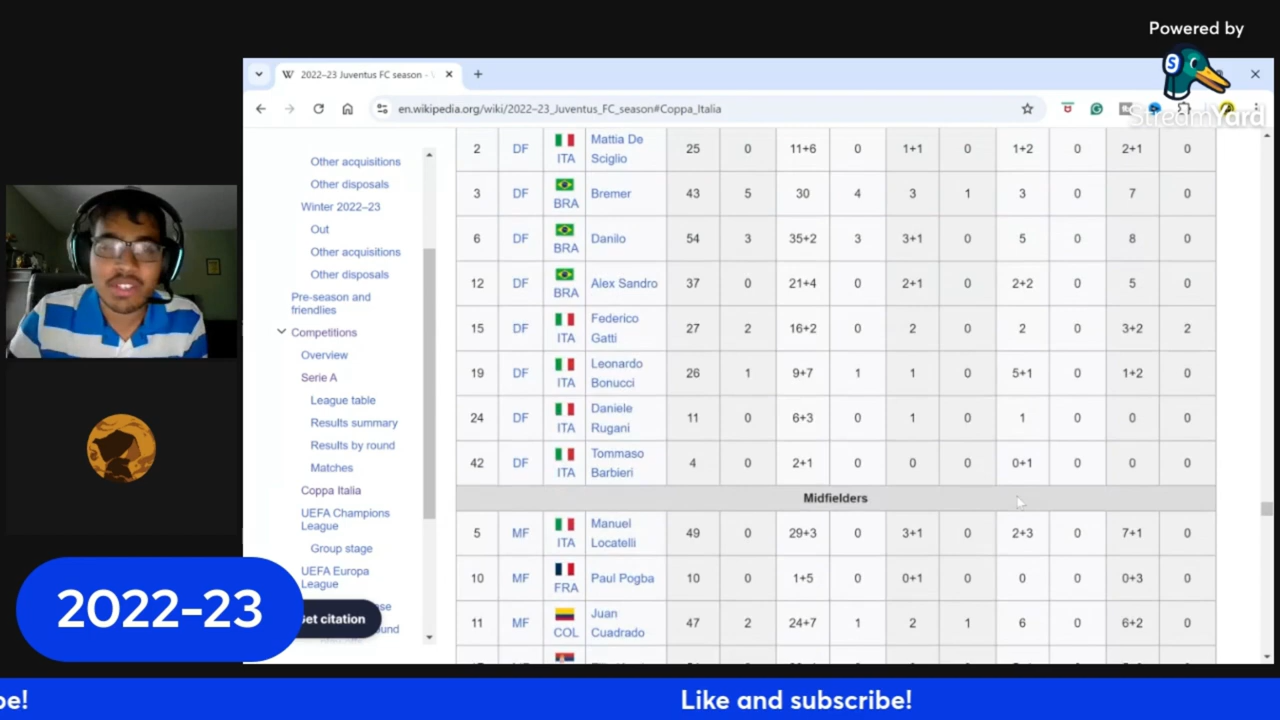 Powered by
StreamYard
2022–23 Juventus FC season -
en.wikipedia.org/wiki/2022–23_Juventus_FC_season#Coppa_Italia
Other acquisitions
Other disposals
Winter 2022–23
Out
Other acquisitions
Other disposals
Pre-season and
friendlies
Competitions
Overview
Serie A
League table
Results summary
Results by round
Matches
Coppa Italia
UEFA Champions
League
Group stage
UEFA Europa
League
et citation
2 DF ITA Mattia De Sciglio 25 0 11+6 0 1+1 0 1+2 0 2+1 0
3 DF BRA Bremer 43 5 30 4 3 1 3 0 7 0
6 DF BRA Danilo 54 3 35+2 3 3+1 0 5 0 8 0
12 DF BRA Alex Sandro 37 0 21+4 0 2+1 0 2+2 0 5 0
15 DF ITA Federico Gatti 27 2 16+2 0 2 0 2 0 3+2 2
19 DF ITA Leonardo Bonucci 26 1 9+7 1 1 0 5+1 0 1+2 0
24 DF ITA Daniele Rugani 11 0 6+3 0 1 0 1 0 0 0
42 DF ITA Tommaso Barbieri 4 0 2+1 0 0 0 0+1 0 0 0
Midfielders
5 MF ITA Manuel Locatelli 49 0 29+3 0 3+1 0 2+3 0 7+1 0
10 MF FRA Paul Pogba 10 0 1+5 0 0+1 0 0 0 0+3 0
11 MF COL Juan Cuadrado 47 2 24+7 1 2 1 6 0 6+2 0
2022-23
be!
Like and subscribe!